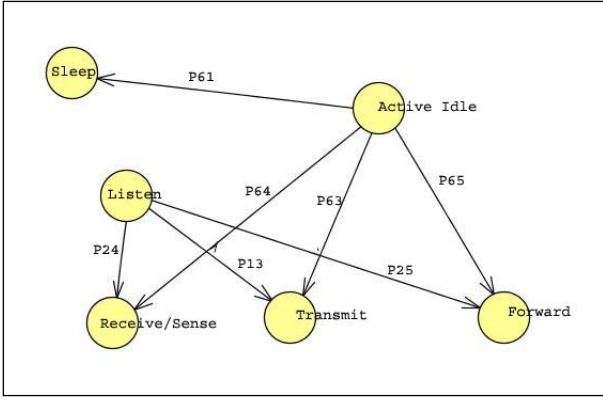 Sleep
P61
Active Idle
P64
P63
P65
Listen
P24
P13
P25
Receive/Sense
Transmit
Forward